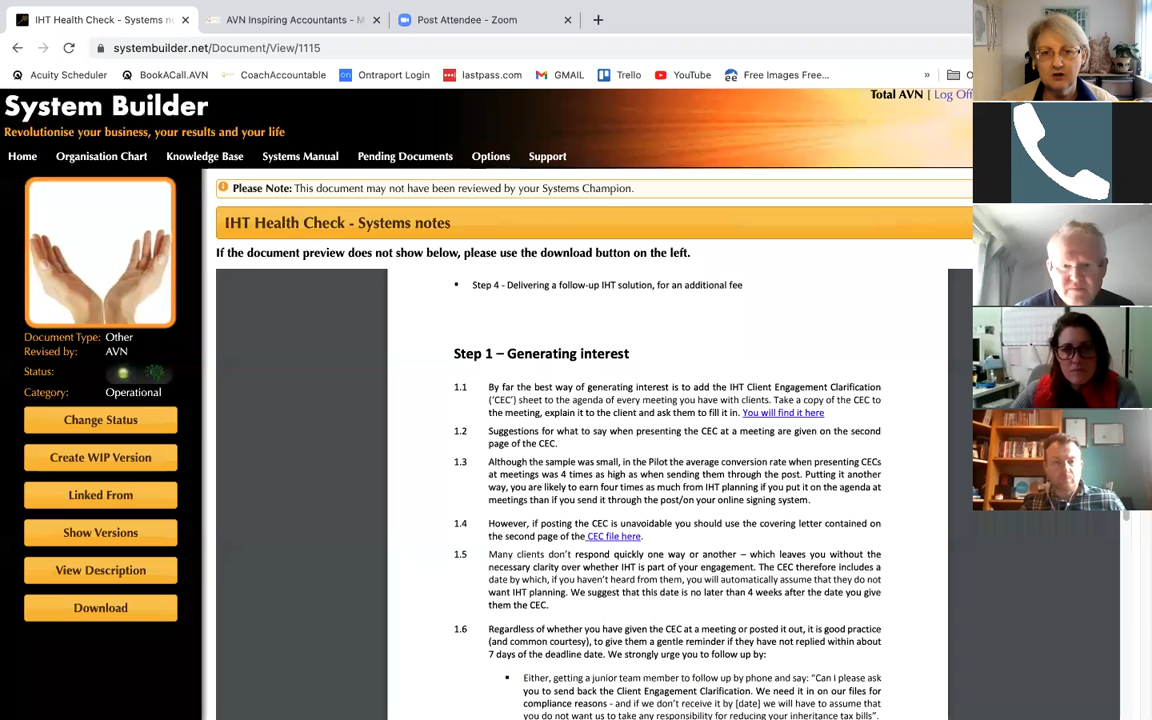 IHT Health Check - Systems no
AVN Inspiring Accountants - M
Post Attendee - Zoom
systembuilder.net/Document/View/1115
Acuity Scheduler
BookACall.AVN
CoachAccountable
Ontraport Login
lastpass.com
GMAIL
Trello
YouTube
Free Images Free...
»
System Builder
Total AVN | Log Off
Revolutionise your business, your results and your life
Home
Organisation Chart
Knowledge Base
Systems Manual
Pending Documents
Options
Support
Please Note: This document may not have been reviewed by your Systems Champion.
IHT Health Check - Systems notes
If the document preview does not show below, please use the download button on the left.
Document Type: Other
Revised by: AVN
Status:
Category: Operational
Change Status
Create WIP Version
Linked From
Show Versions
View Description
Download
▪ Step 4 - Delivering a follow-up IHT solution, for an additional fee
Step 1 – Generating interest
1.1 By far the best way of generating interest is to add the IHT Client Engagement Clarification
('CEC') sheet to the agenda of every meeting you have with clients. Take a copy of the CEC to
the meeting, explain it to the client and ask them to fill it in. You will find it here
1.2 Suggestions for what to say when presenting the CEC at a meeting are given on the second
page of the CEC.
1.3 Although the sample was small, in the Pilot the average conversion rate when presenting CECs
at meetings was 4 times as high as when sending them through the post. Putting it another
way, you are likely to earn four times as much from IHT planning if you put it on the agenda at
meetings than if you send it through the post/on your online signing system.
1.4 However, if posting the CEC is unavoidable you should use the covering letter contained on
the second page of the CEC file here.
1.5 Many clients don't respond quickly one way or another – which leaves you without the
necessary clarity over whether IHT is part of your engagement. The CEC therefore includes a
date by which, if you haven't heard from them, you will automatically assume that they do not
want IHT planning. We suggest that this date is no later than 4 weeks after the date you give
them the CEC.
1.6 Regardless of whether you have given the CEC at a meeting or posted it out, it is good practice
(and common courtesy), to give them a gentle reminder if they have not replied within about
7 days of the deadline date. We strongly urge you to follow up by:
▪ Either, getting a junior team member to follow up by phone and say: "Can I please ask
you to send back the Client Engagement Clarification. We need it in on our files for
compliance reasons - and if we don't receive it by [date] we will have to assume that
you do not want us to take any responsibility for reducing your inheritance tax bills".